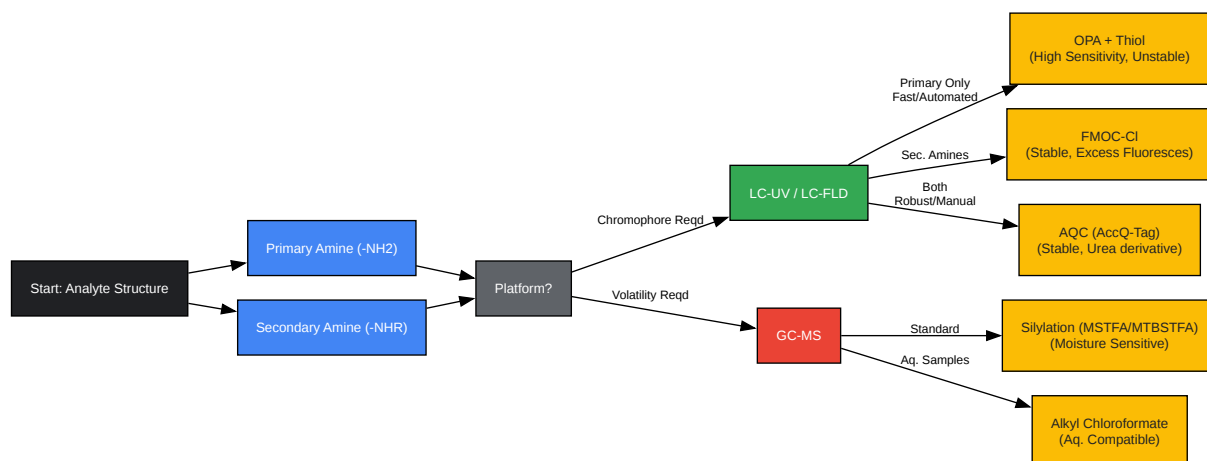 Start: Analyte Structure
Primary Amine (-NH2)
Secondary Amine (-NHR)
Platform?
Chromophore Reqd
Volatility Reqd
LC-UV / LC-FLD
GC-MS
Primary Only
Fast/Automated
Sec. Amines
Both
Robust/Manual
Standard
Aq. Samples
OPA + Thiol
(High Sensitivity, Unstable)
FMOC-Cl
(Stable, Excess Fluoresces)
AQC (AccQ-Tag)
(Stable, Urea derivative)
Silylation (MSTFA/MTBSTFA)
(Moisture Sensitive)
Alkyl Chloroformate
(Aq. Compatible)